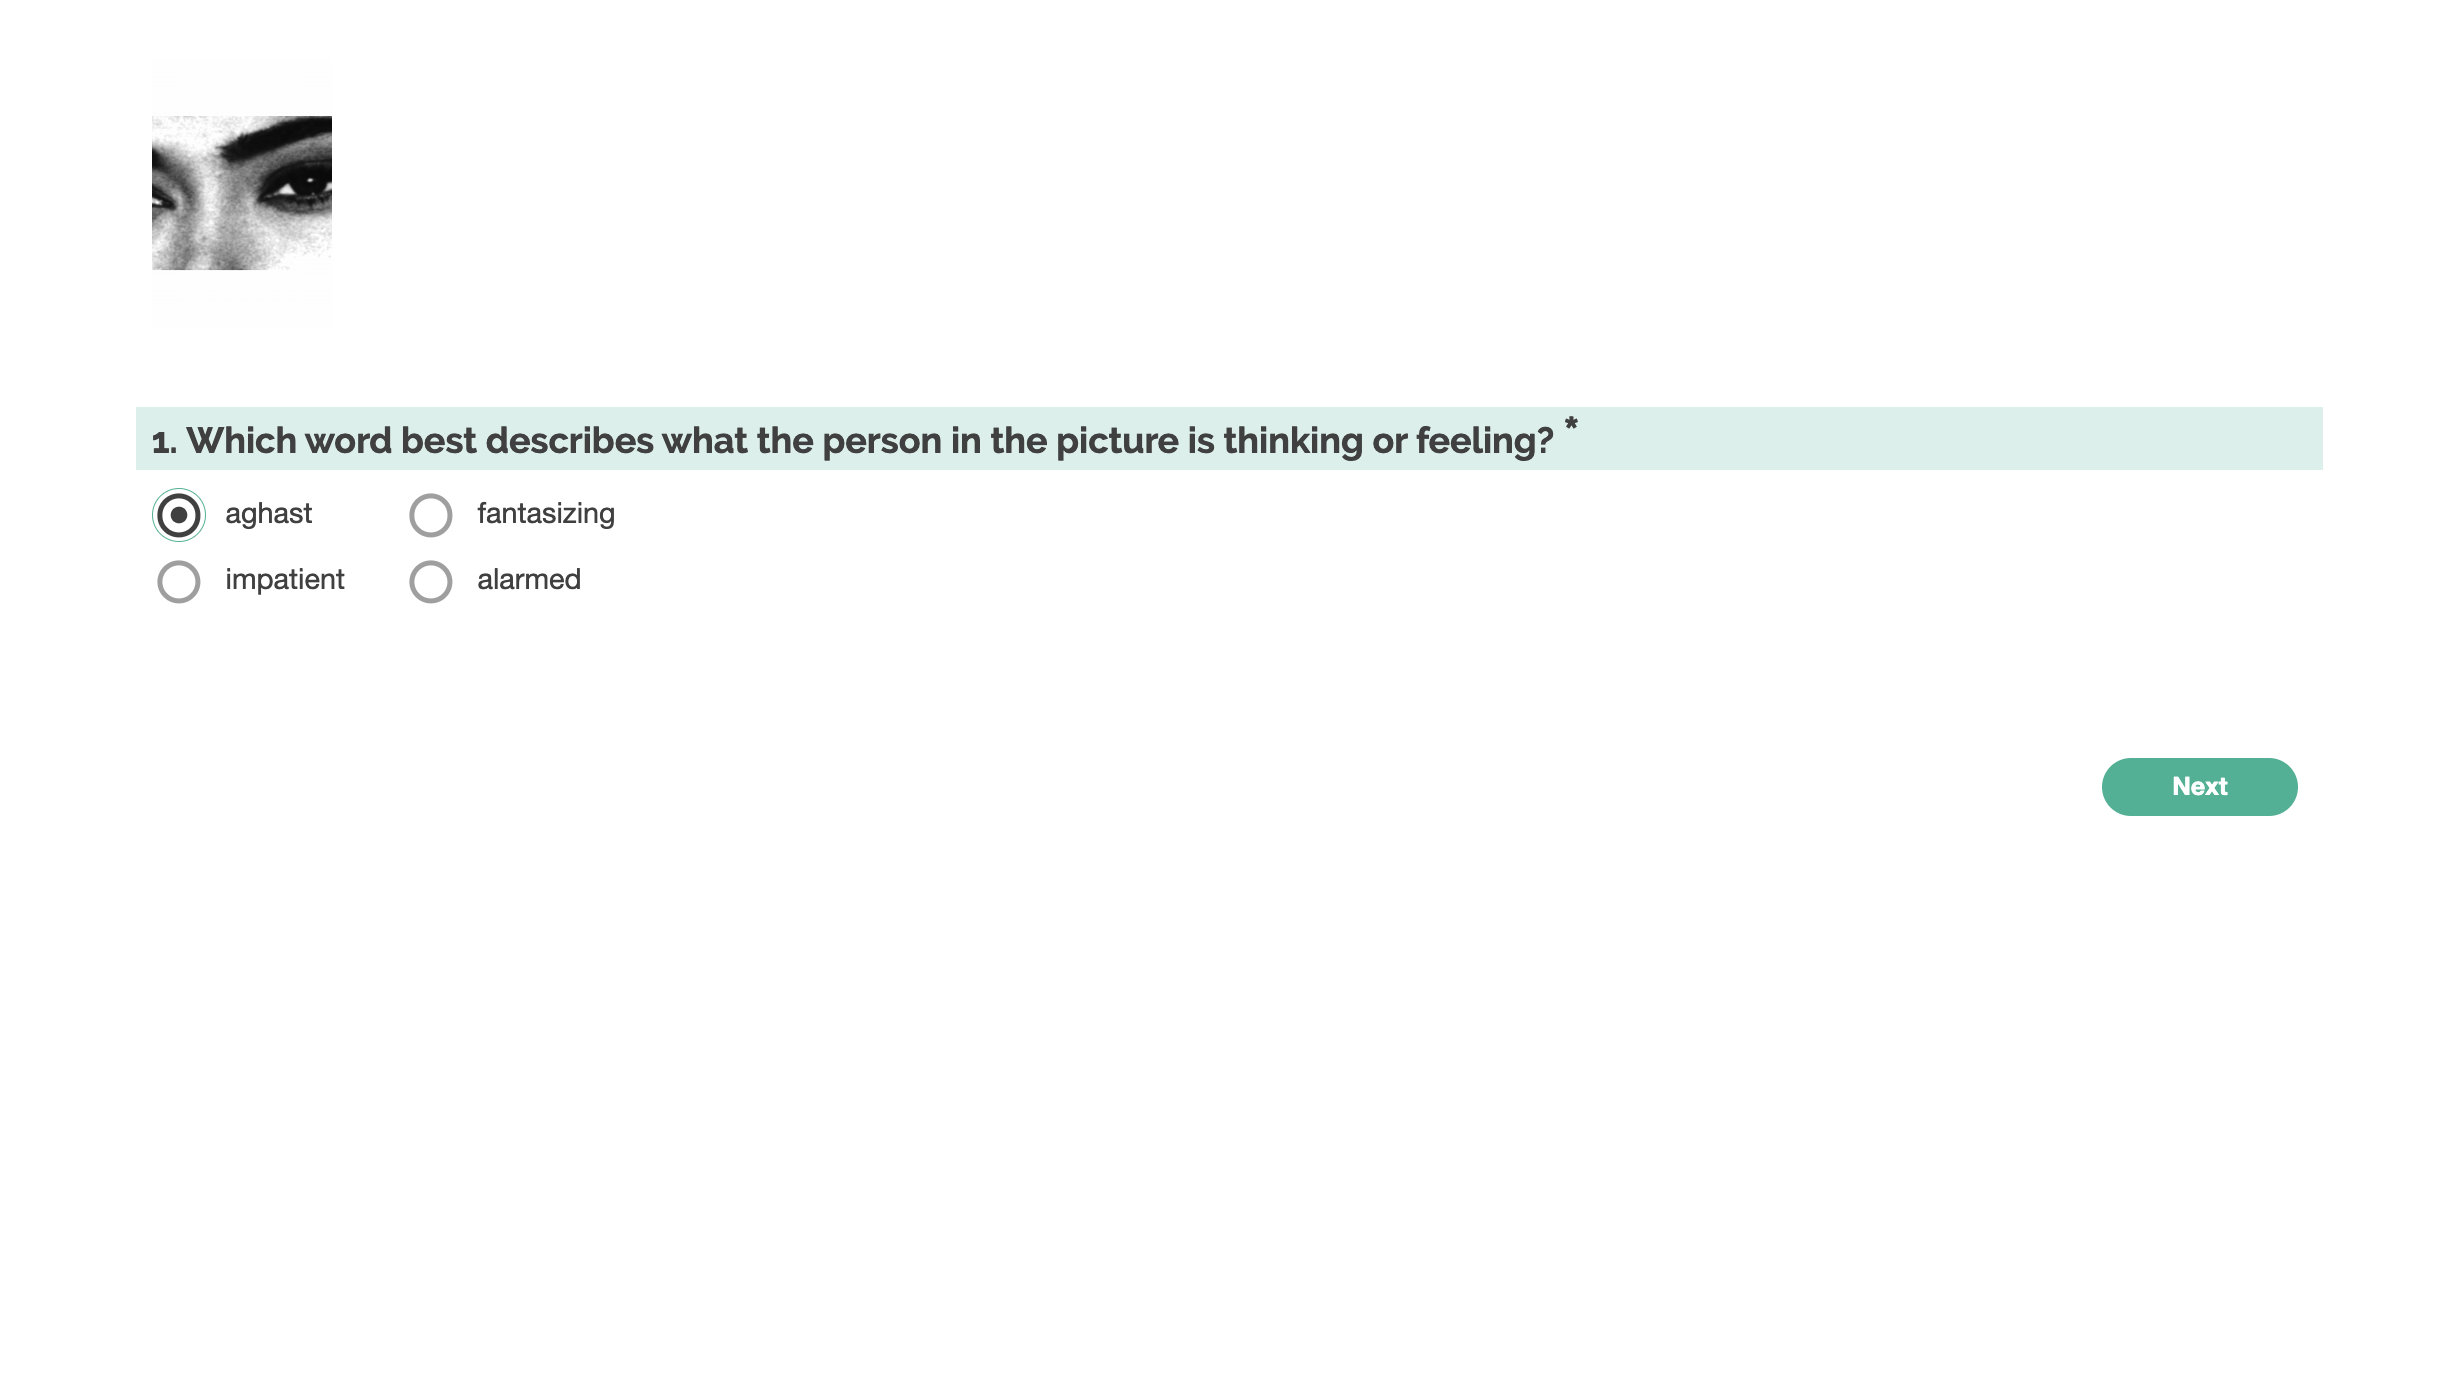 1. Which word best describes what the person in the picture is thinking or feeling? *
aghast fantasizing
impatient alarmed
Next